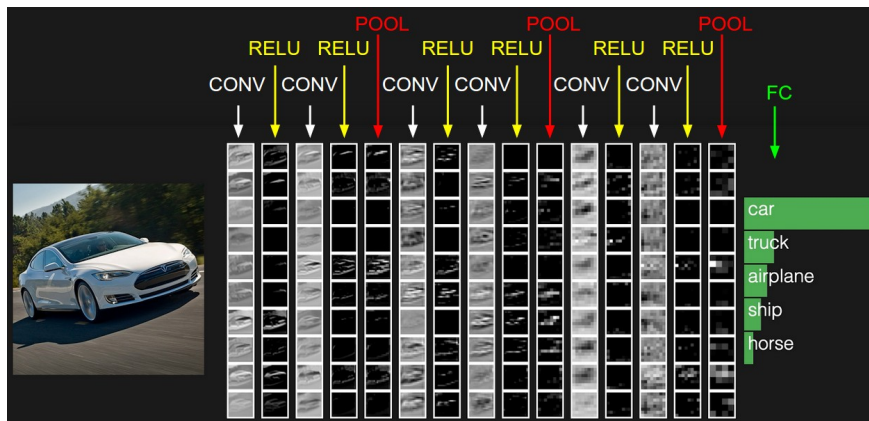 POOL POOL POOL
RELU RELU RELU RELU RELU RELU
CONV CONV CONV CONV CONV CONV
FC
car
truck
airplane
ship
horse